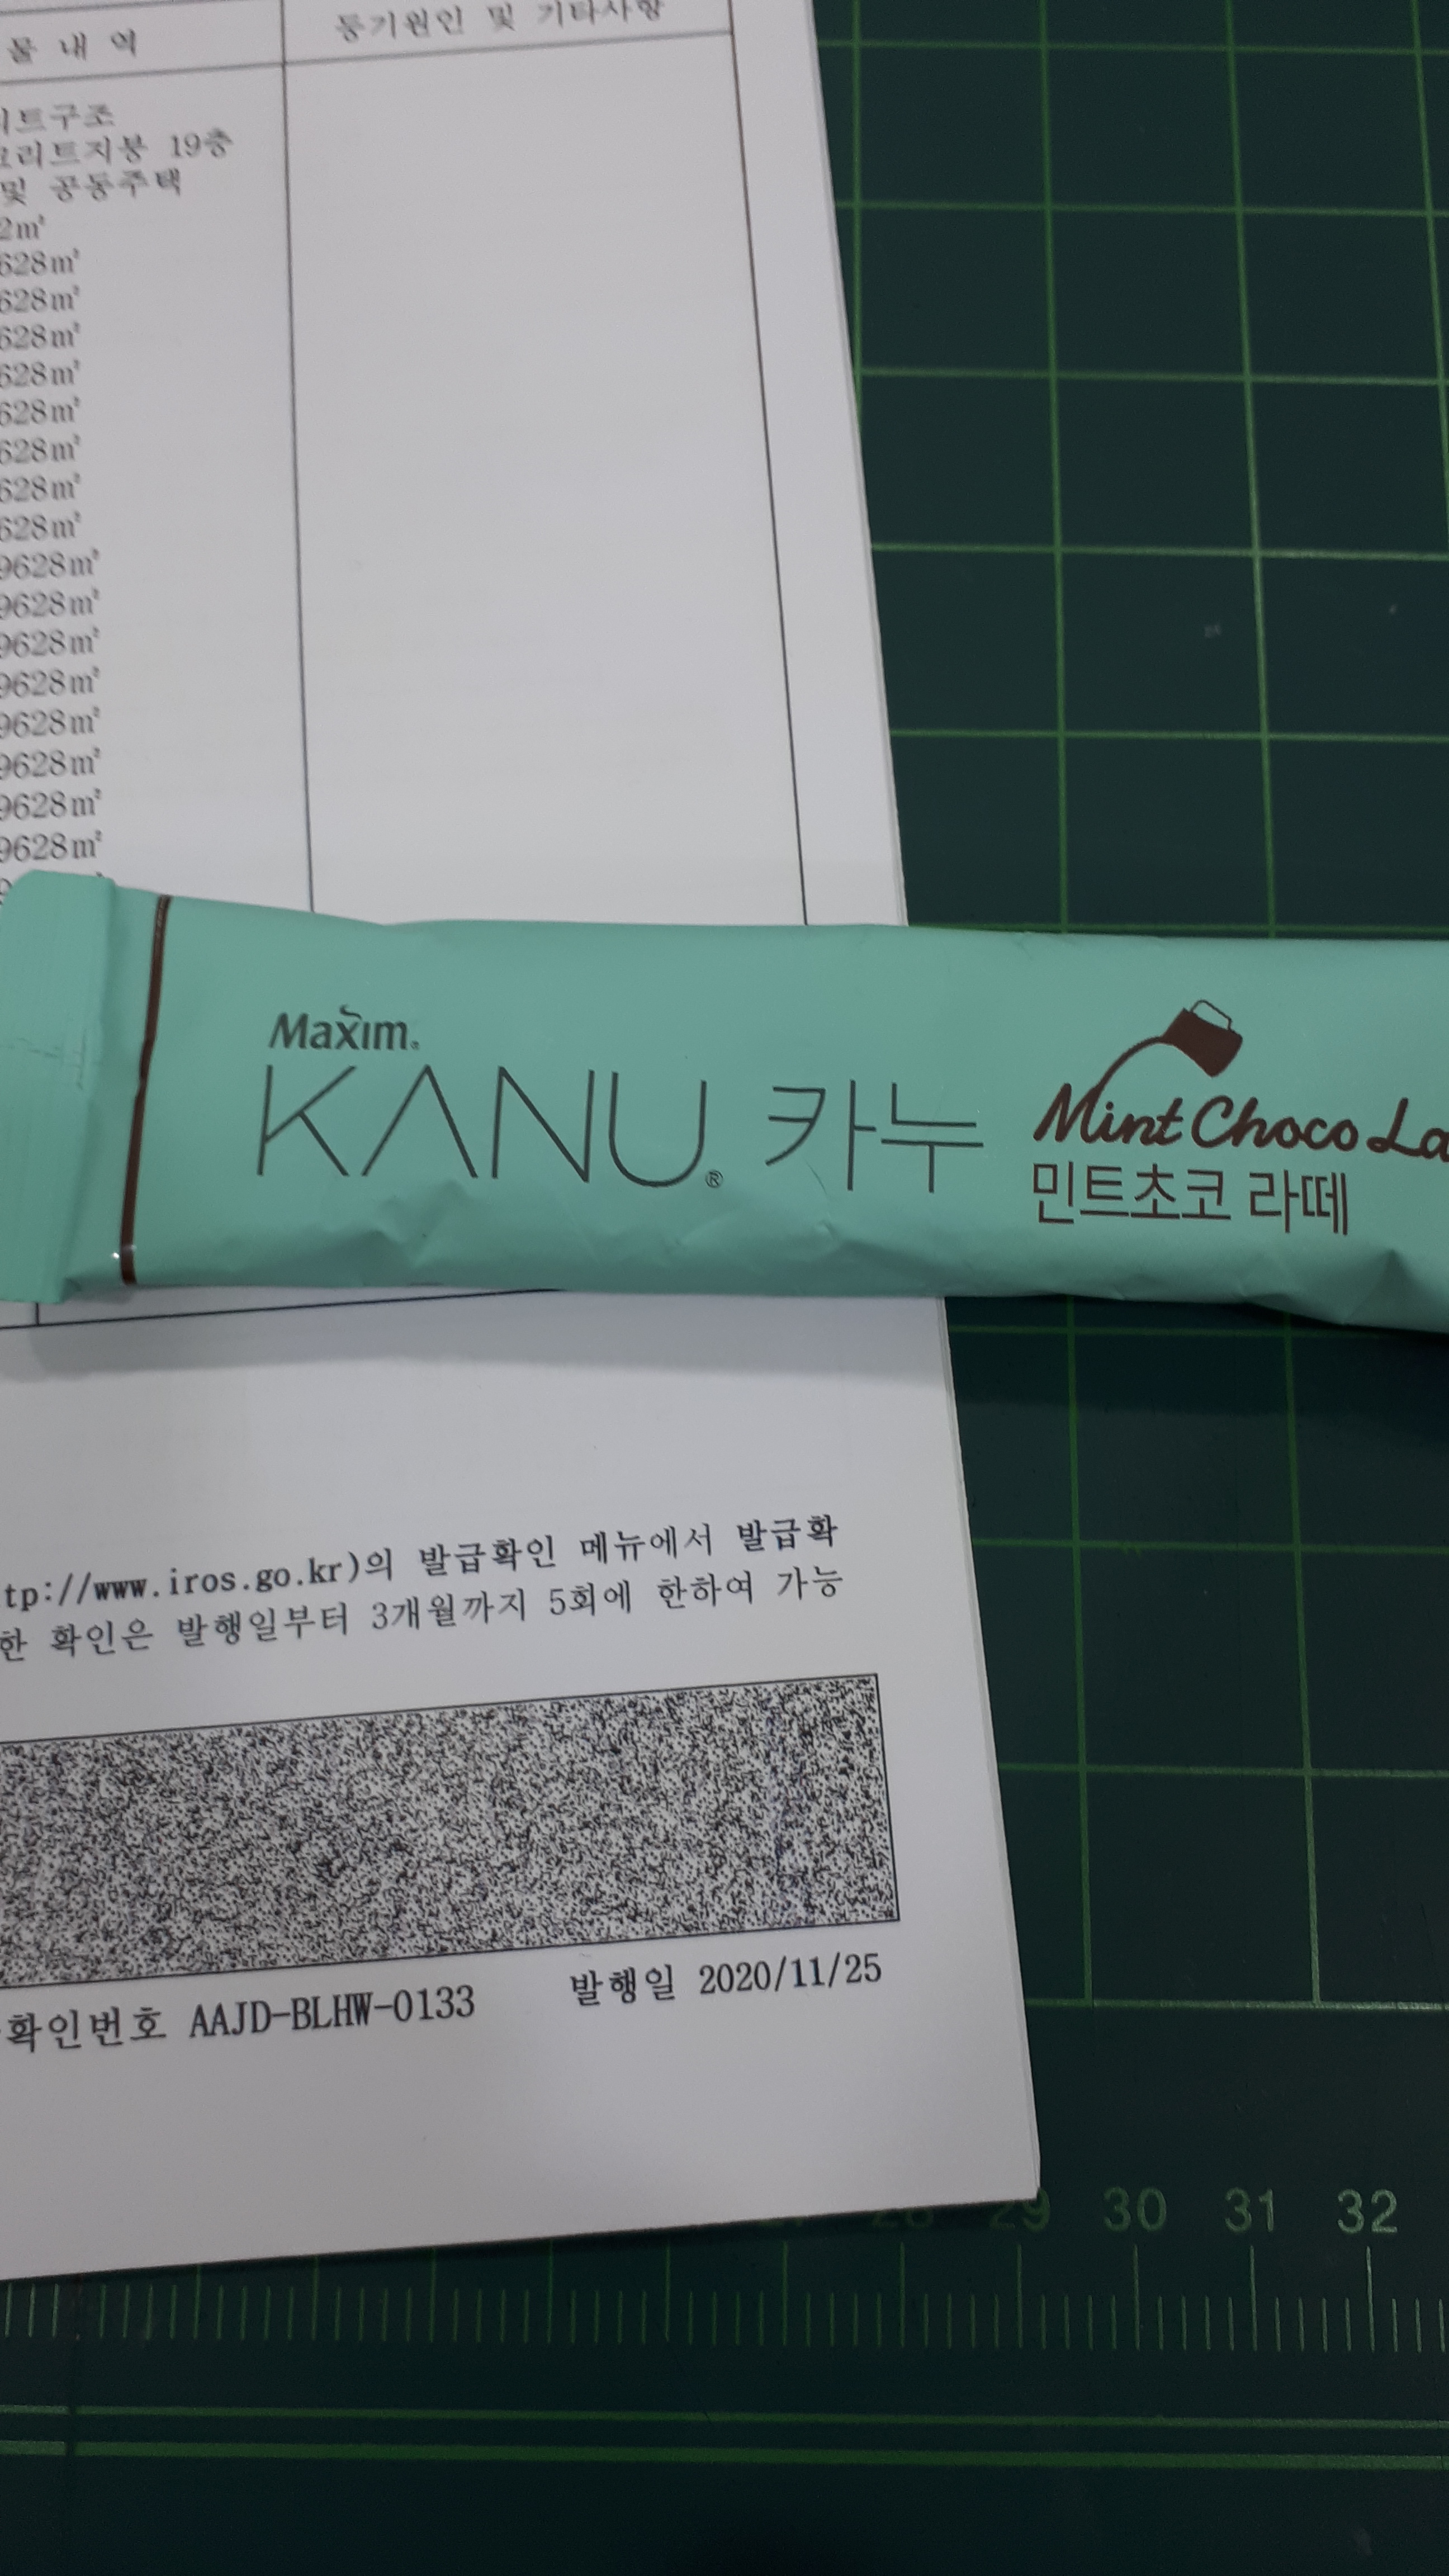 물 내 역
등기원인 및 기타사항
리트구조
크리트지붕 19층
및 공동주택
2㎡
628㎡
628㎡
628㎡
628㎡
628㎡
628㎡
628㎡
628㎡
9628㎡
9628㎡
9628㎡
9628㎡
9628㎡
9628㎡
9628㎡
9628㎡
Maxim
KANU® 카누
Mint Choco La
민트초코 라떼
tp://www.iros.go.kr)의 발급확인 메뉴에서 발급확
한 확인은 발행일부터 3개월까지 5회에 한하여 가능
확인번호 AAJD-BLHW-0133
발행일 2020/11/25
28 29 30 31 32